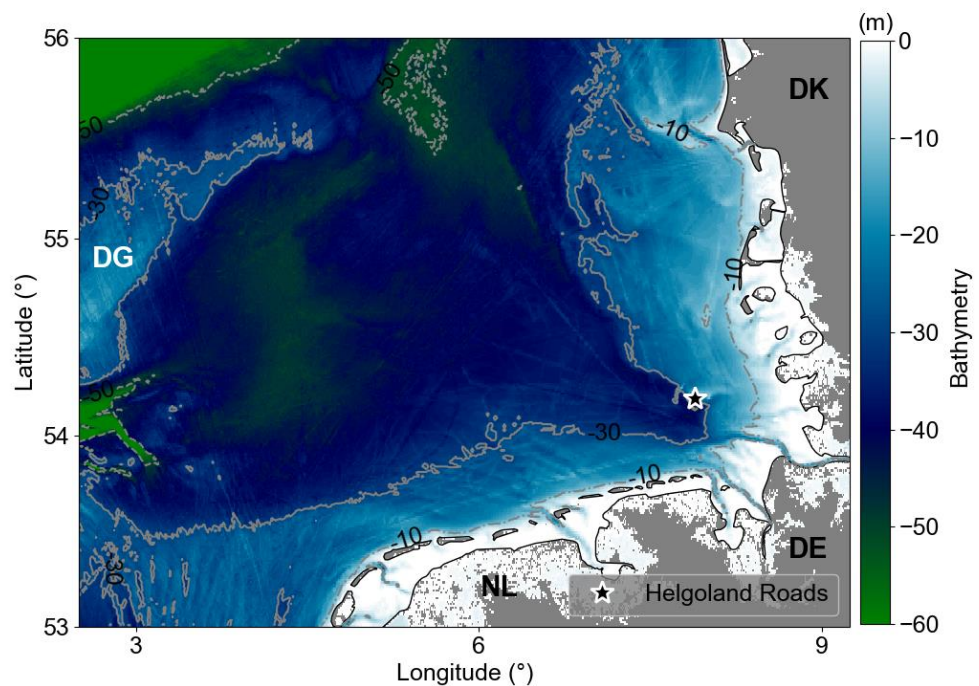 (m)
56
55
54
53
3
6
9
Latitude (°)
Longitude (°)
0
−10
−20
−30
−40
−50
−60
Bathymetry
DK
DG
NL
DE
-50
-50
-10
-30
-10
-50
-30
-10
-10
-30
Helgoland Roads